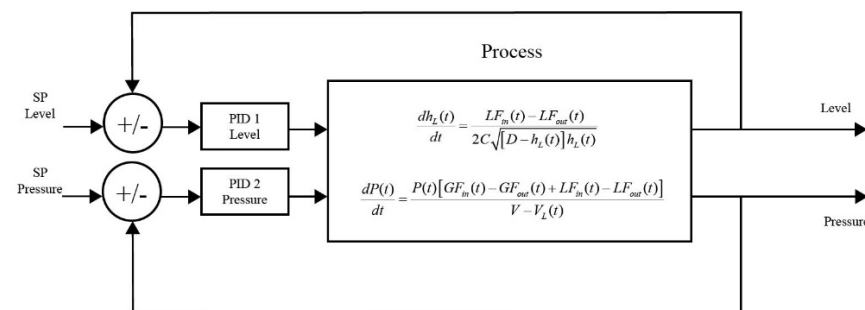 Process
SP
Level
+/-
PID 1
Level
dh_L(t)/dt = LF_in(t) - LF_out(t) / 2C√[D - h_L(t)]h_L(t)
Level
SP
Pressure
+/-
PID 2
Pressure
dP(t)/dt = P(t)[GF_in(t) - GF_out(t) + LF_in(t) - LF_out(t)] / V - V_L(t)
Pressure